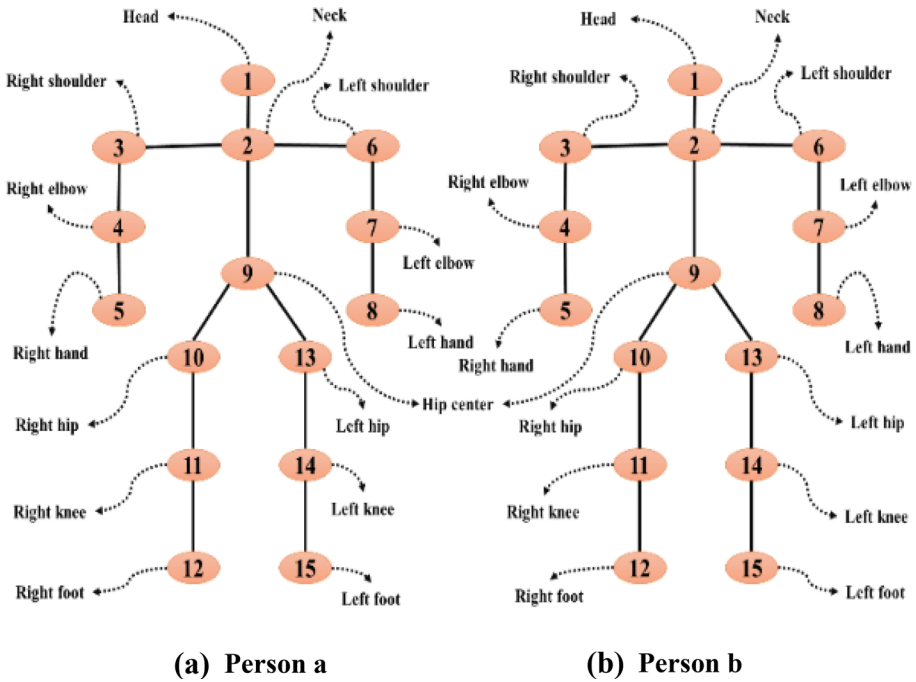 Head
Neck
Right shoulder
Left shoulder
1
2
3
6
Right elbow
4
7
Left elbow
9
5
8
Right hand
Left hand
10
13
Right hip
Left hip
11
14
Right knee
Left knee
12
15
Right foot
Left foot
Hip center
Head
Neck
Right shoulder
Left shoulder
1
2
3
6
Right elbow
Left elbow
4
7
9
5
8
Right hand
Left hand
10
13
Right hip
Left hip
11
14
Right knee
Left knee
12
15
Right foot
Left foot
(a) Person a
(b) Person b